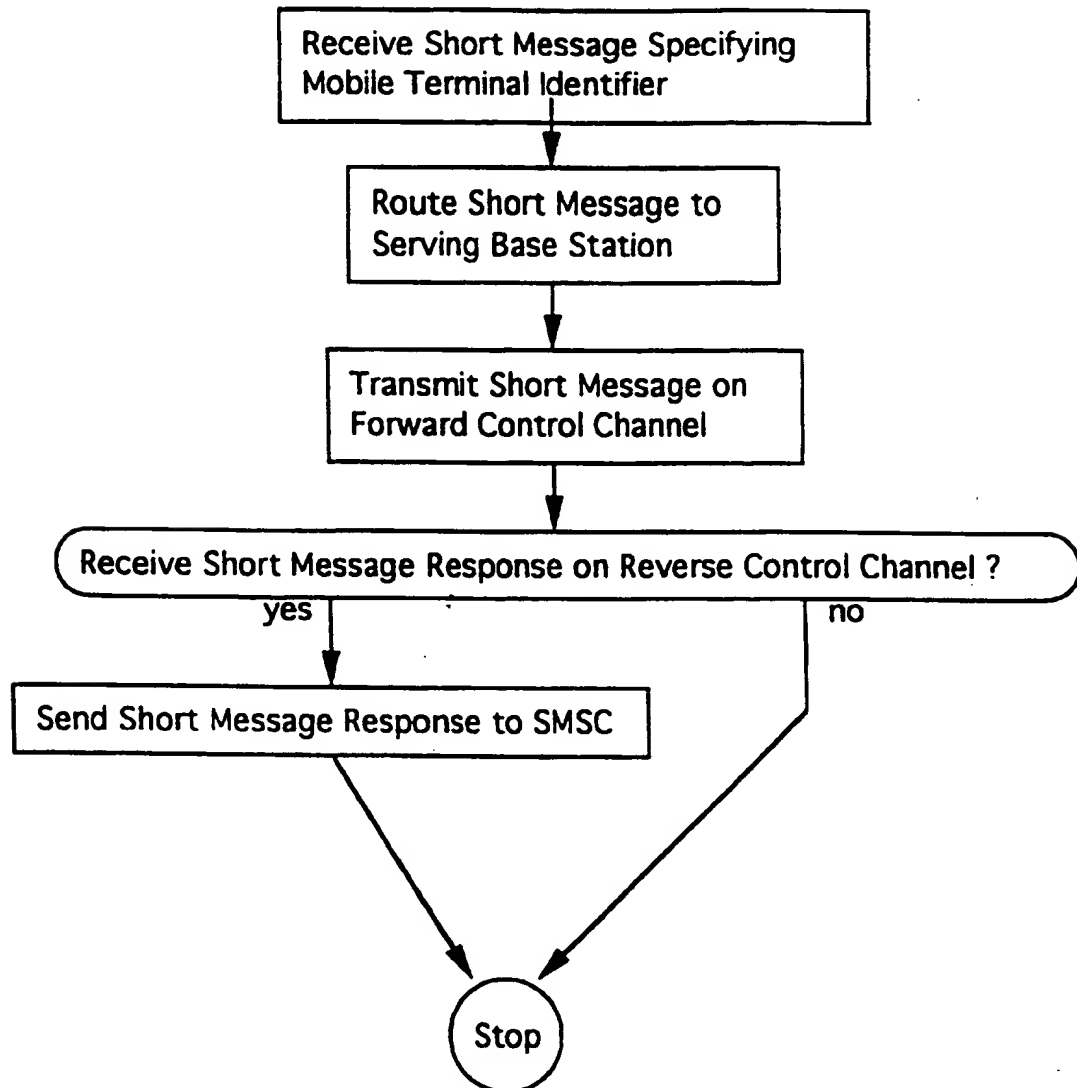 Receive Short Message Specifying
Mobile Terminal Identifier
Route Short Message to
Serving Base Station
Transmit Short Message on
Forward Control Channel
Receive Short Message Response on Reverse Control Channel ?
yes
no
Send Short Message Response to SMSC
Stop